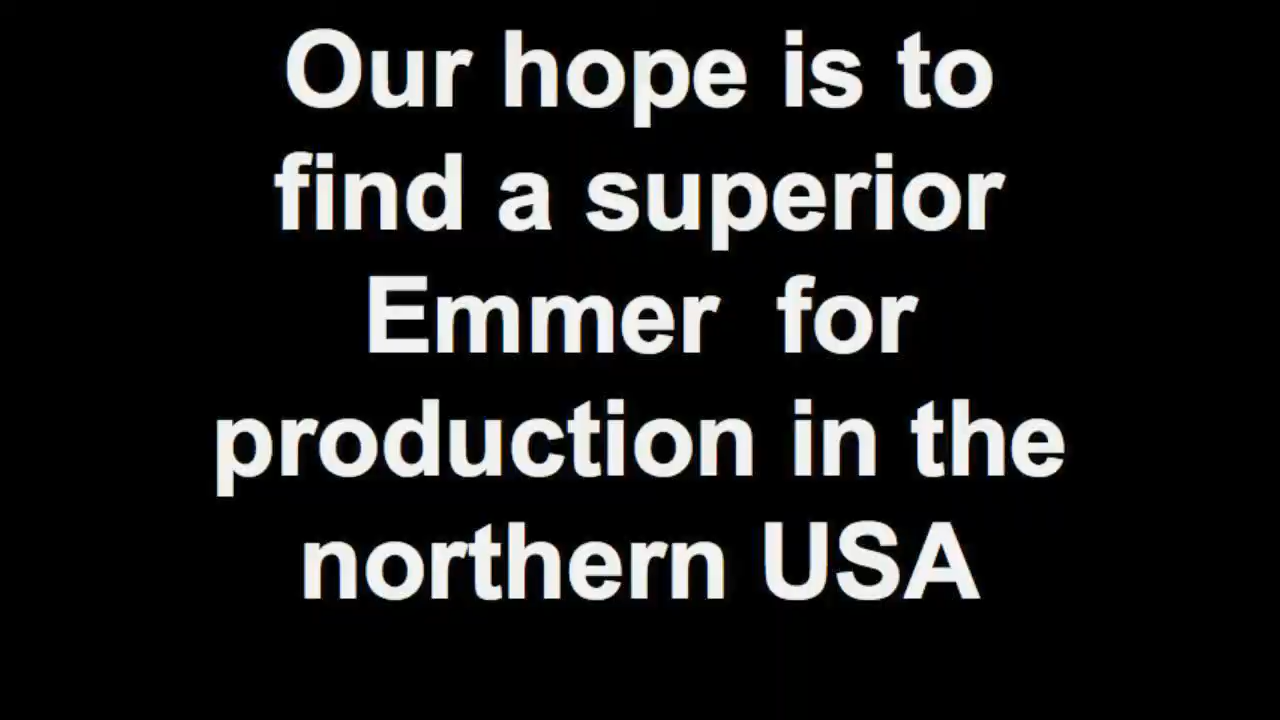 Our hope is to
find a superior
Emmer  for
production in the
northern USA